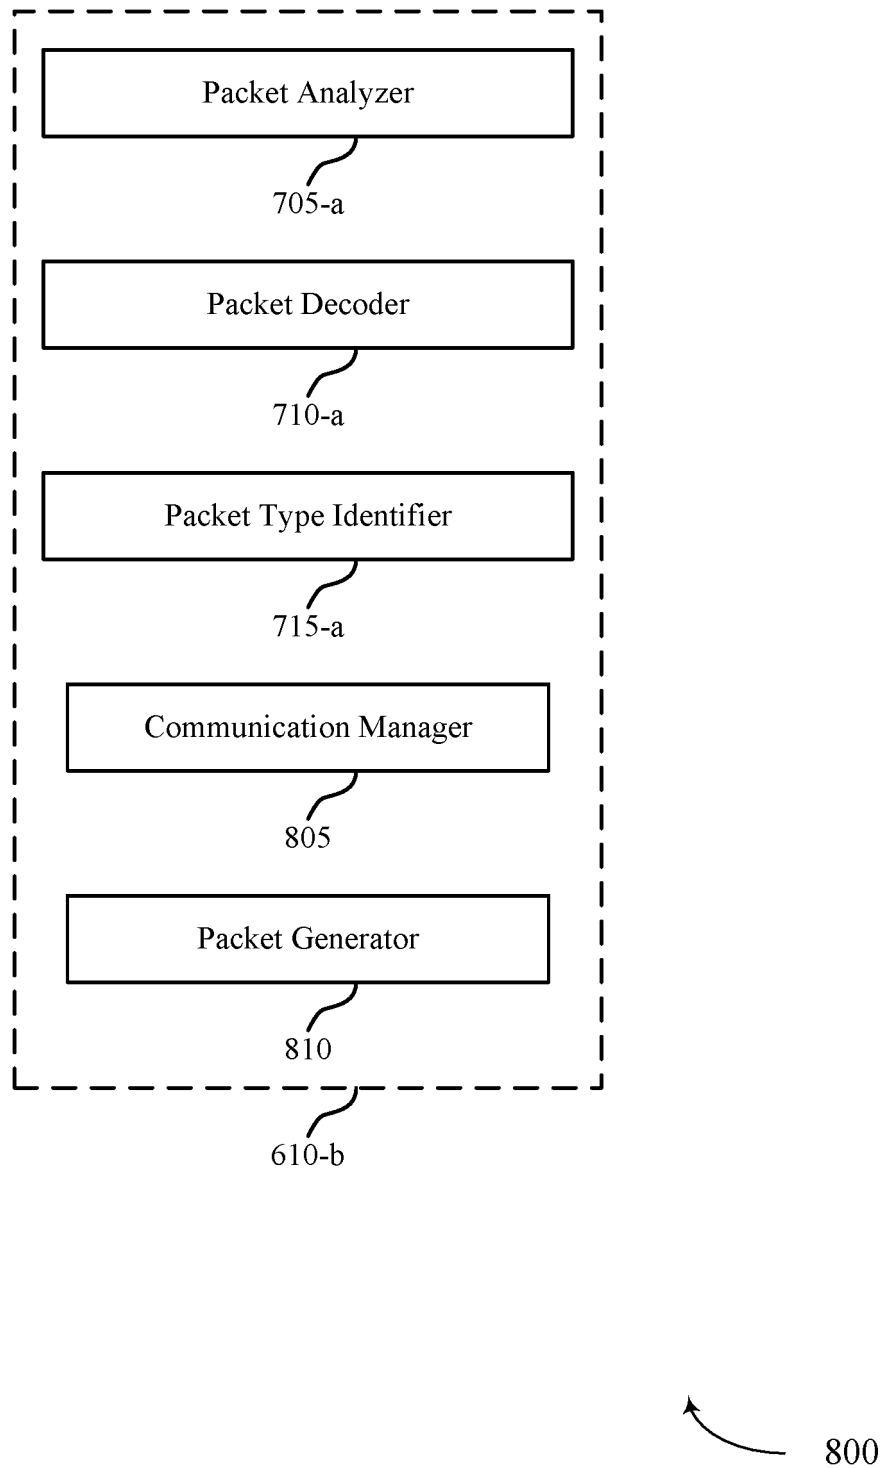 Packet Analyzer
705-a
Packet Decoder
710-a
Packet Type Identifier
715-a
Communication Manager
805
Packet Generator
810
610-b
800